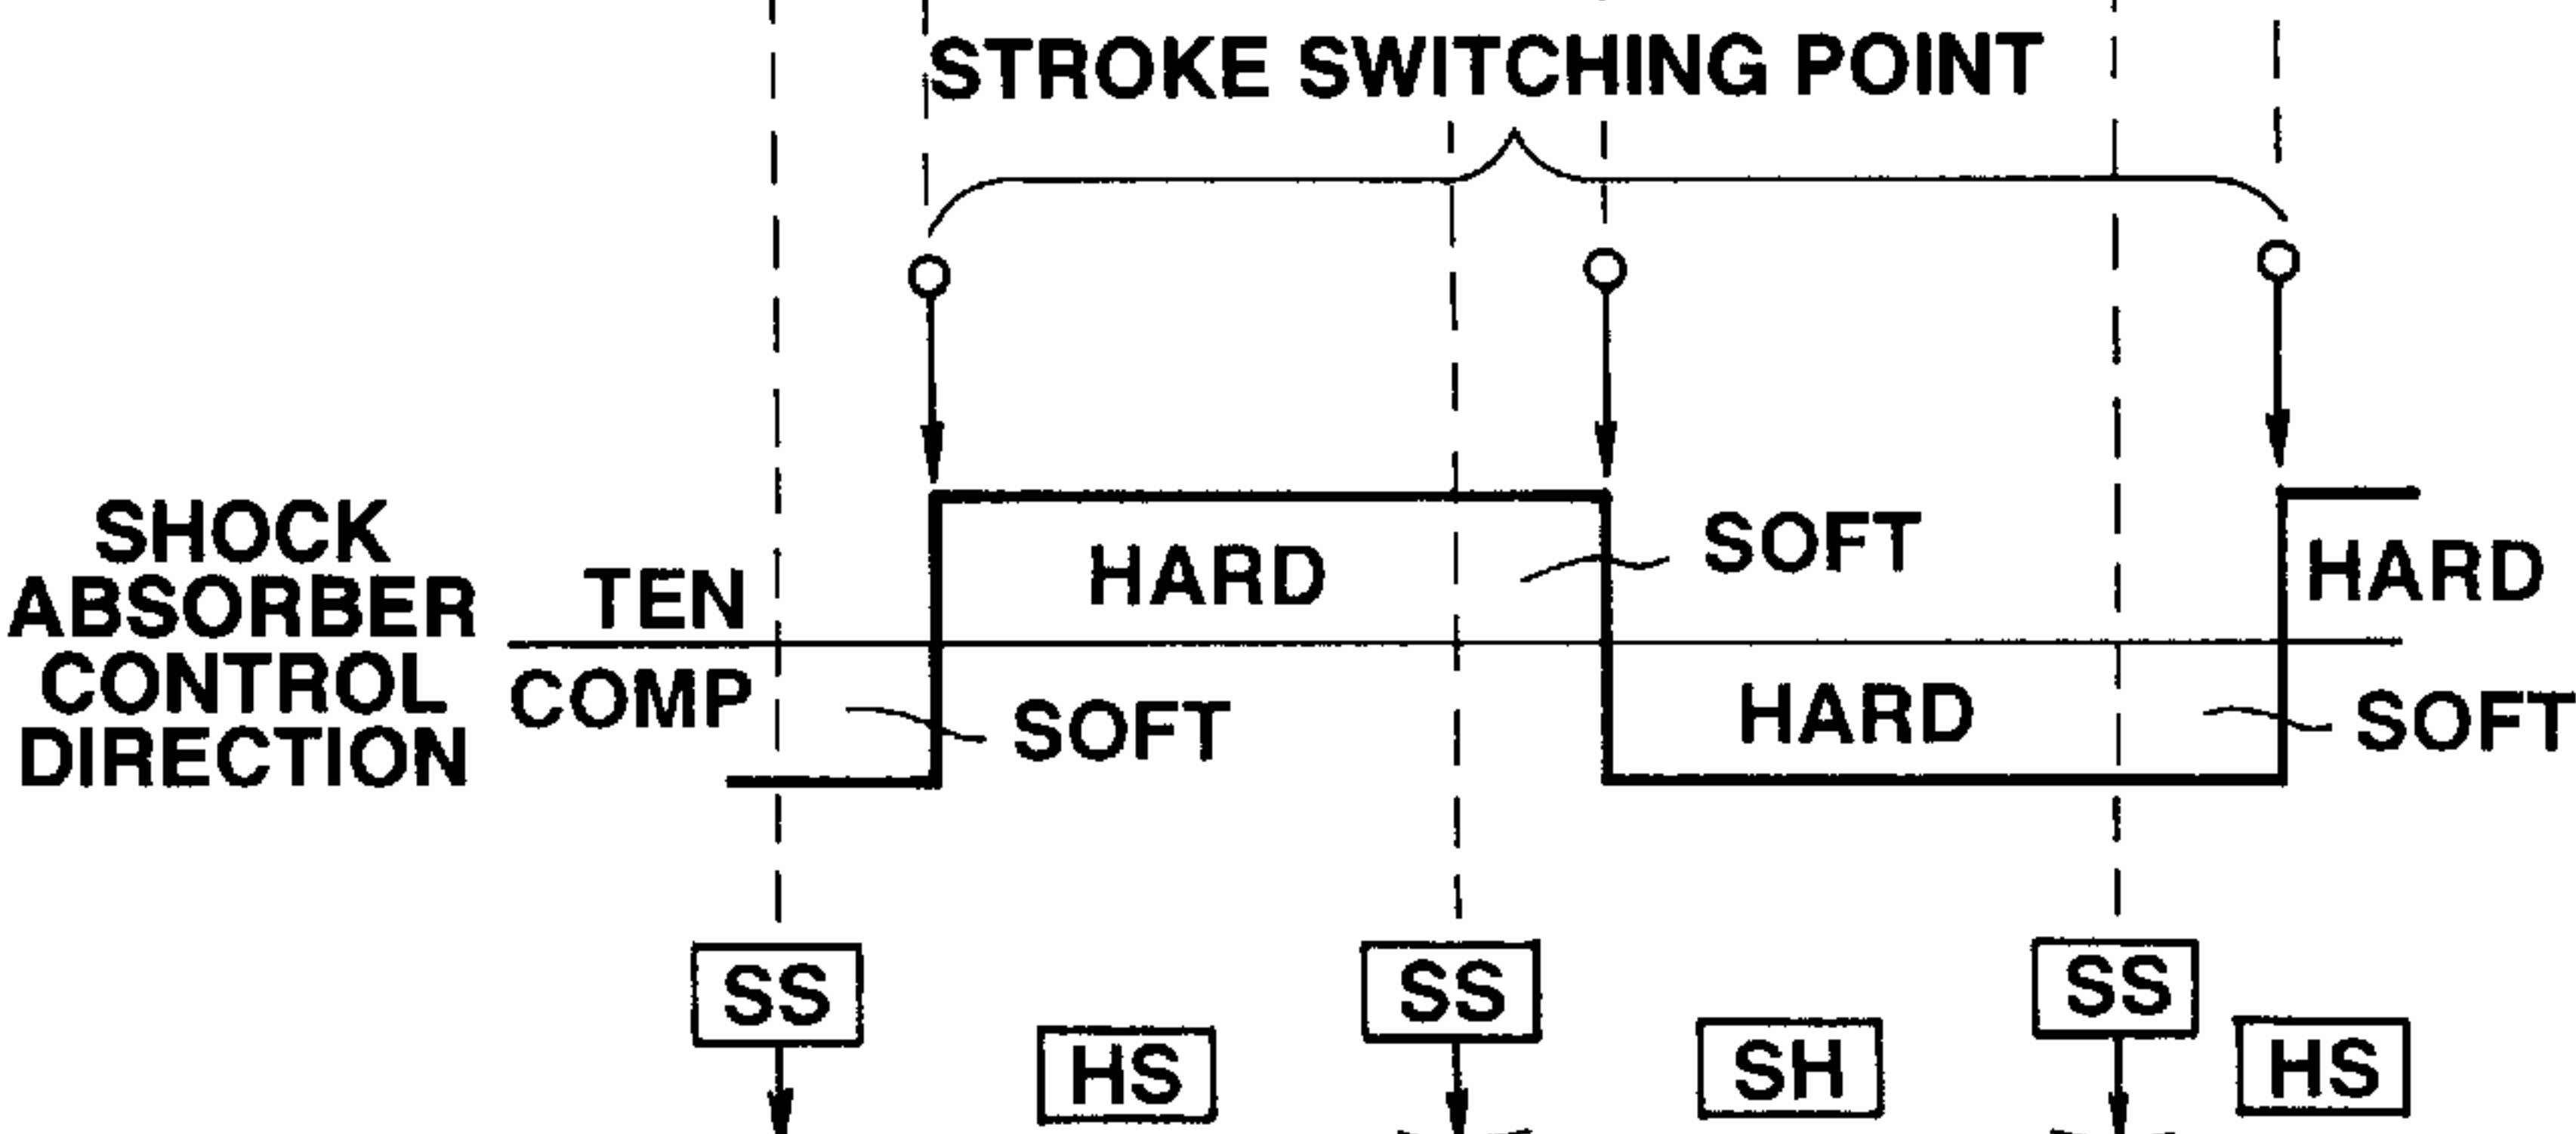 STROKE SWITCHING POINT
SHOCK
ABSORBER
CONTROL
DIRECTION
TEN
COMP
HARD
SOFT
HARD
SOFT
HARD
SOFT
SS
SS
SS
HS
SH
HS